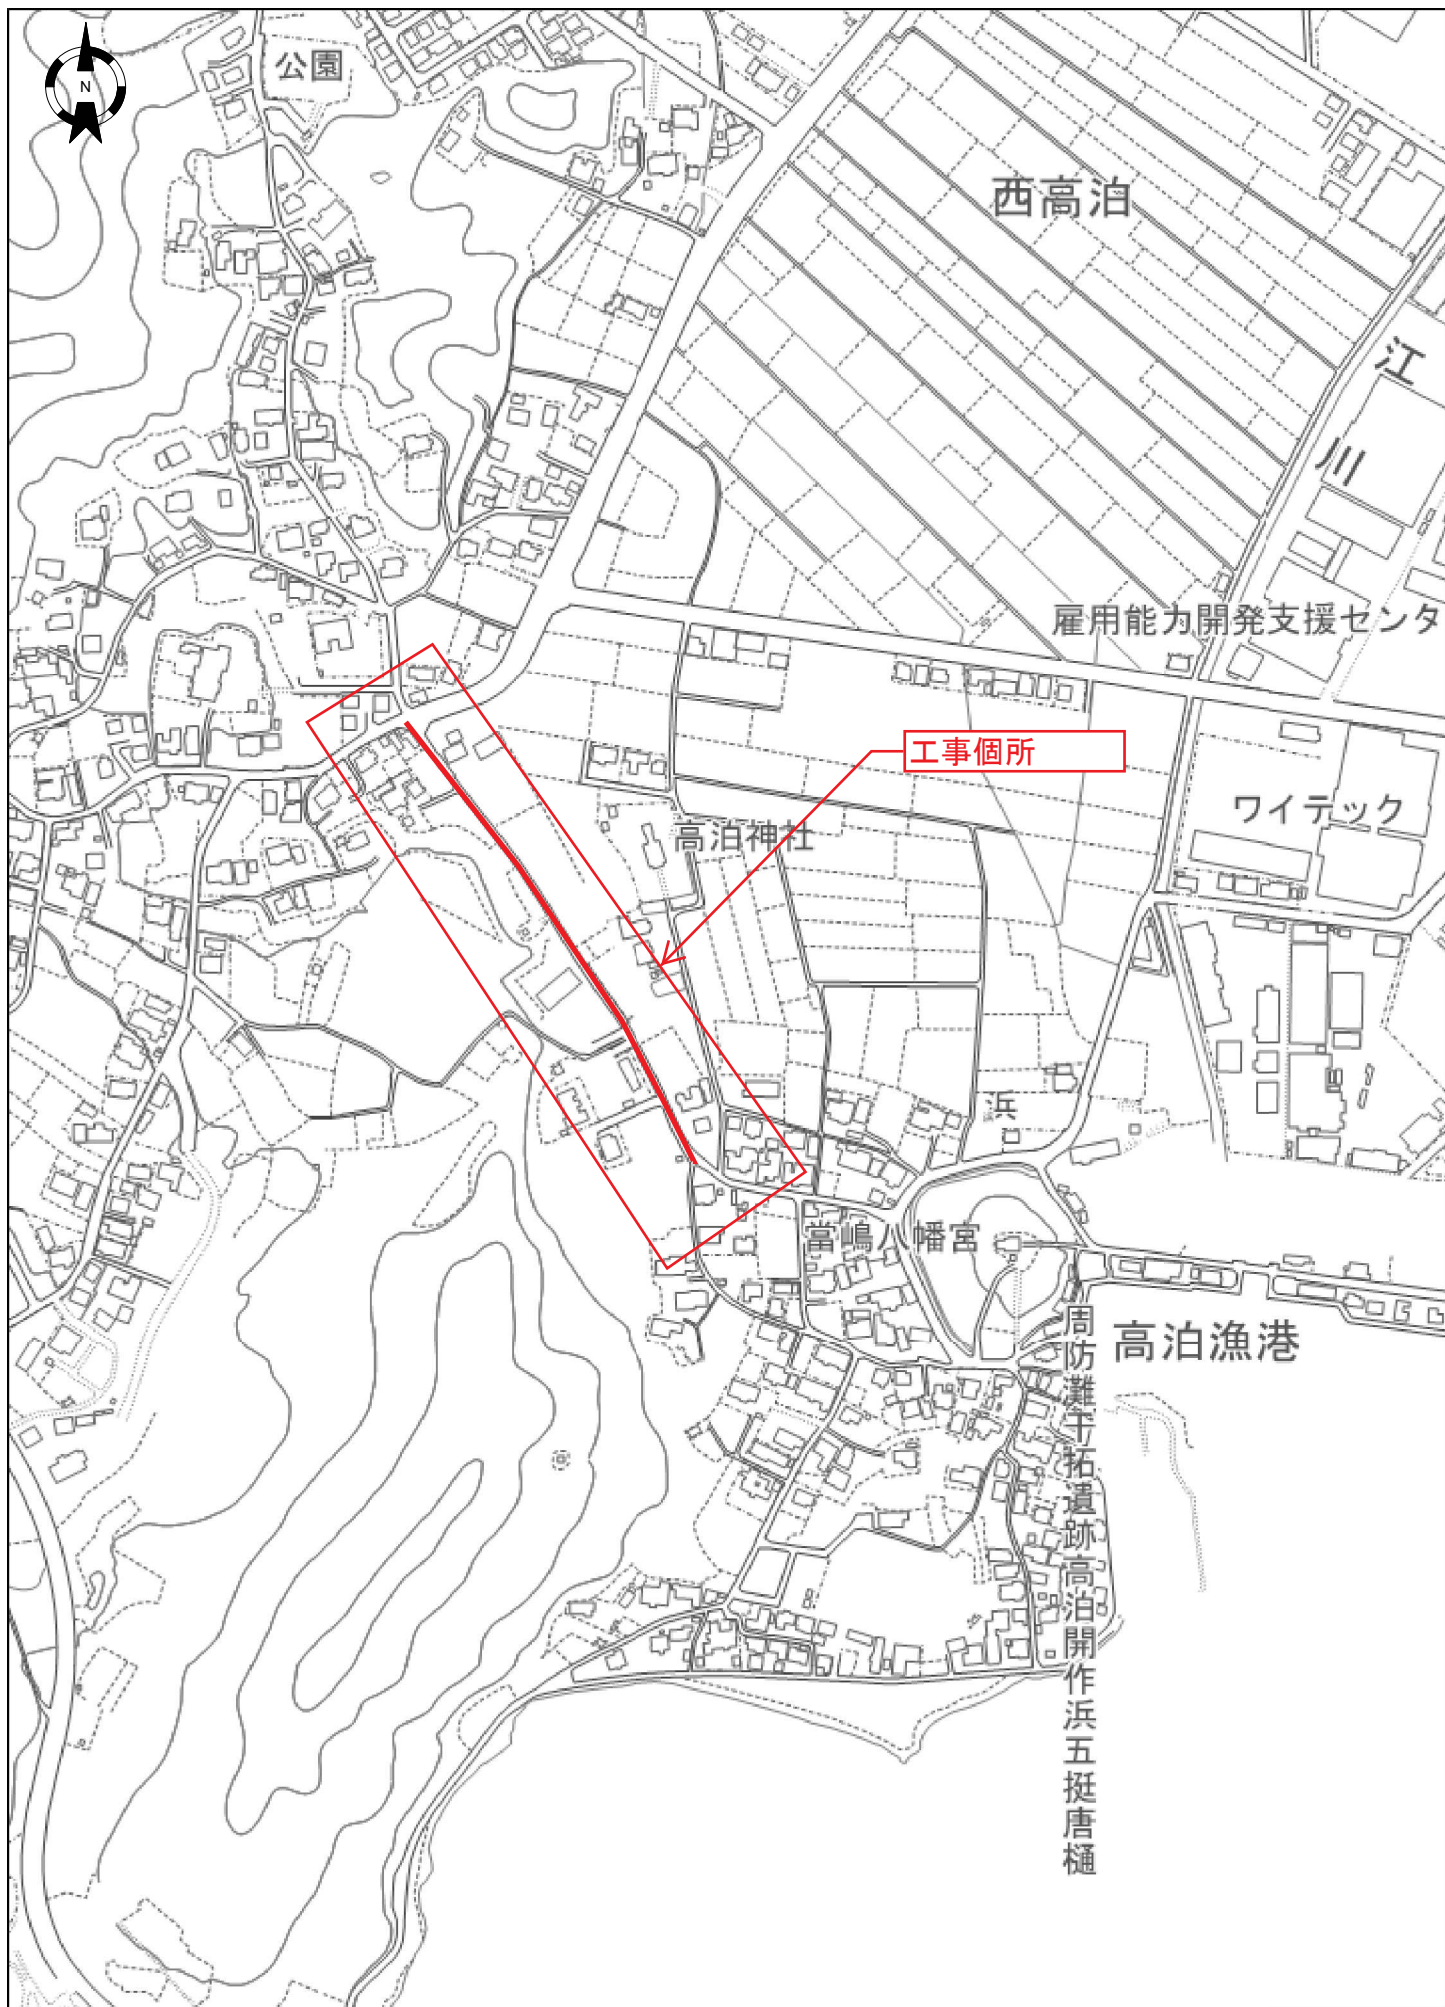 公園
N
西高泊
江川
雇用能力開発支援センタ
工事個所
ワイテック
高泊神社
浜
當嶋八幡宮
高泊漁港
周防灘干拓遺跡高泊開作浜五挺唐樋